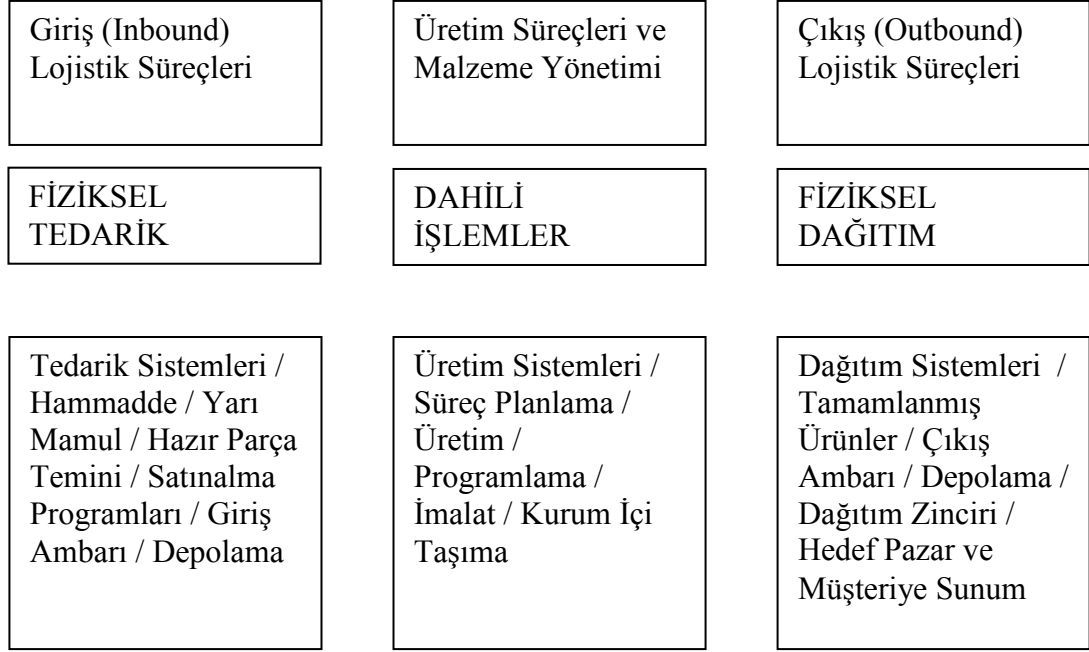 Giriş (Inbound)
Lojistik Süreçleri
Üretim Süreçleri ve
Malzeme Yönetimi
Çıkış (Outbound)
Lojistik Süreçleri
FİZİKSEL
TEDARİK
DAHİLİ
İŞLEMLER
FİZİKSEL
DAĞITIM
Tedarik Sistemleri /
Hammadde / Yarı
Mamul / Hazır Parça
Temini / Satınalma
Programları / Giriş
Ambarı / Depolama
Üretim Sistemleri /
Süreç Planlama /
Üretim /
Programlama /
İmalat / Kurum İçi
Taşıma
Dağıtım Sistemleri /
Tamamlanmış
Ürünler / Çıkış
Ambarı / Depolama /
Dağıtım Zinciri /
Hedef Pazar ve
Müşteriye Sunum